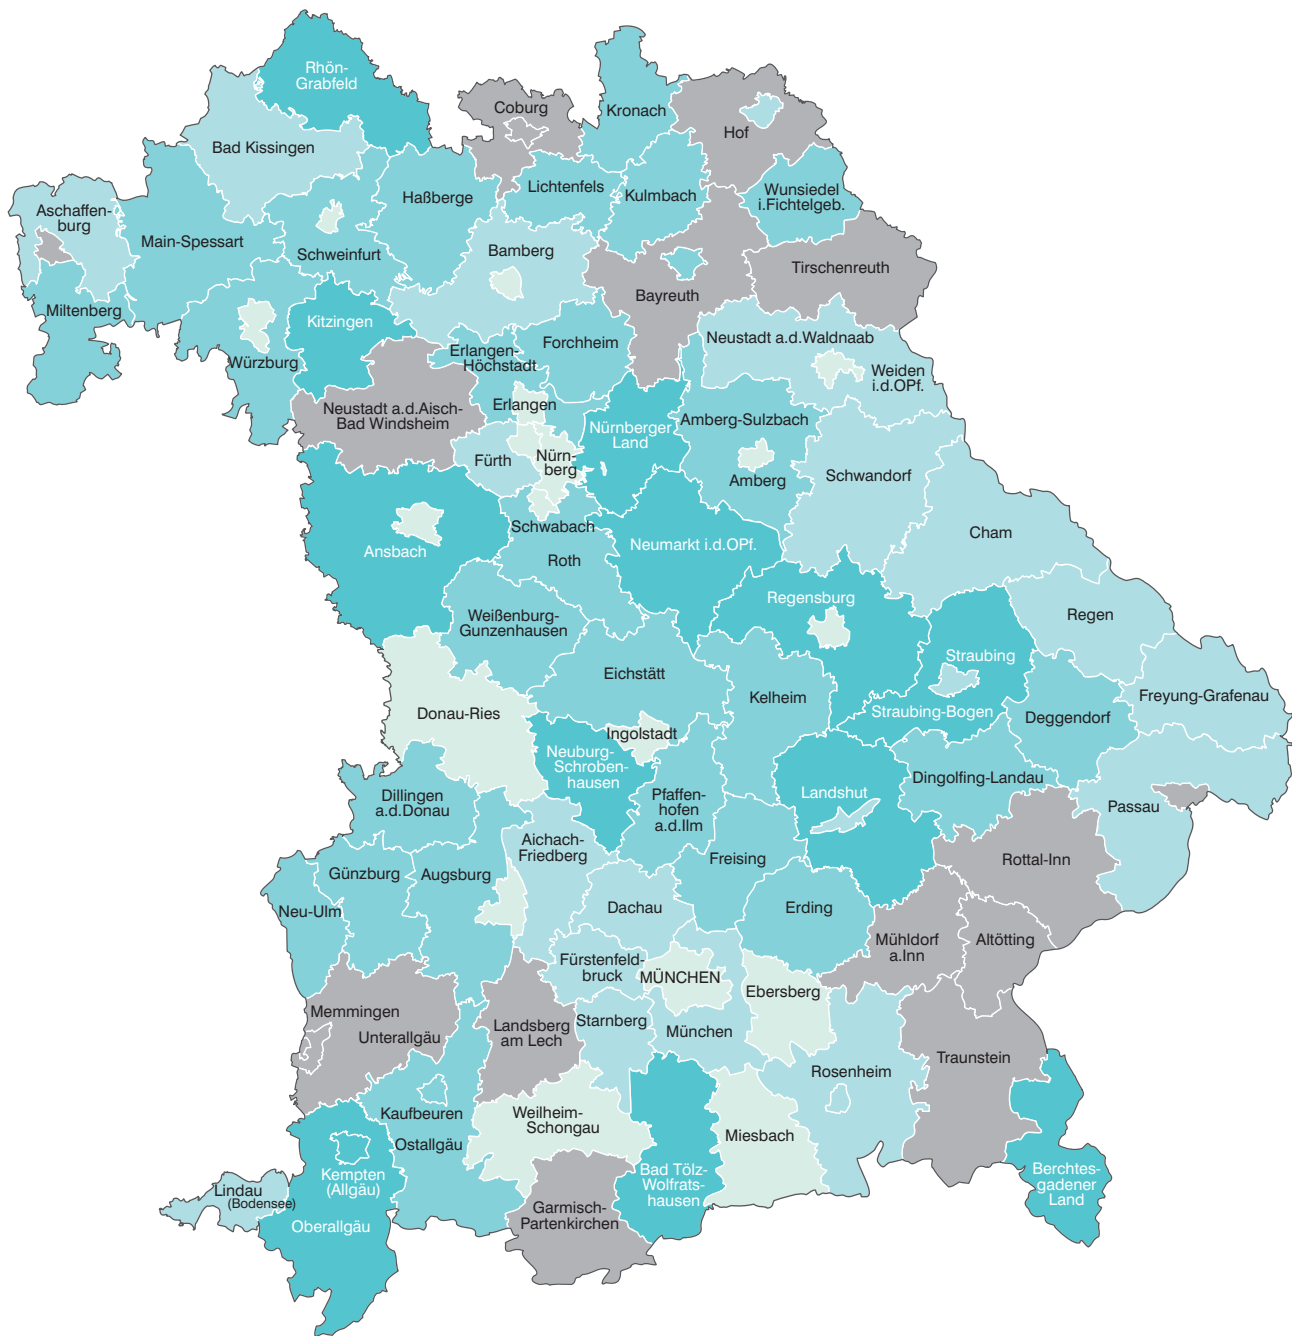 Rhön-
Grabfeld
Coburg
Kronach
Hof
Bad Kissingen
Lichtenfels
Kulmbach
Wunsiedel
i.Fichtelgeb.
Haßberge
Aschaffen-
burg
Main-Spessart
Schweinfurt
Bamberg
Tirschenreuth
Bayreuth
Miltenberg
Kitzingen
Würzburg
Erlangen-
Höchstadt
Forchheim
Neustadt a.d.Waldnaab
Weiden
i.d.OPf.
Neustadt a.d.Aisch-
Bad Windsheim
Erlangen
Nürnberger
Land
Amberg-Sulzbach
Fürth
Nürn-
berg
Amberg
Schwandorf
Schwabach
Ansbach
Roth
Neumarkt i.d.OPf.
Cham
Regensburg
Regen
Weißenburg-
Gunzenhausen
Straubing
Eichstätt
Kelheim
Freyung-Grafenau
Donau-Ries
Straubing-Bogen
Deggendorf
Ingolstadt
Neuburg-
Schroben-
hausen
Dingolfing-Landau
Dillingen
a.d.Donau
Pfaffen-
hofen
a.d.Ilm
Landshut
Passau
Aichach-
Friedberg
Günzburg
Augsburg
Freising
Rottal-Inn
Neu-Ulm
Dachau
Erding
Mühldorf
a.Inn
Altötting
Fürstenfeld-
bruck
MÜNCHEN
Ebersberg
Memmingen
Unterallgäu
Landsberg
am Lech
Starnberg
München
Traunstein
Rosenheim
Kaufbeuren
Ostallgäu
Weilheim-
Schongau
Miesbach
Kempten
(Allgäu)
Bad Tölz-
Wolfrats-
hausen
Berchtes-
gadener
Land
Lindau
(Bodensee)
Oberallgäu
Garmisch-
Partenkirchen